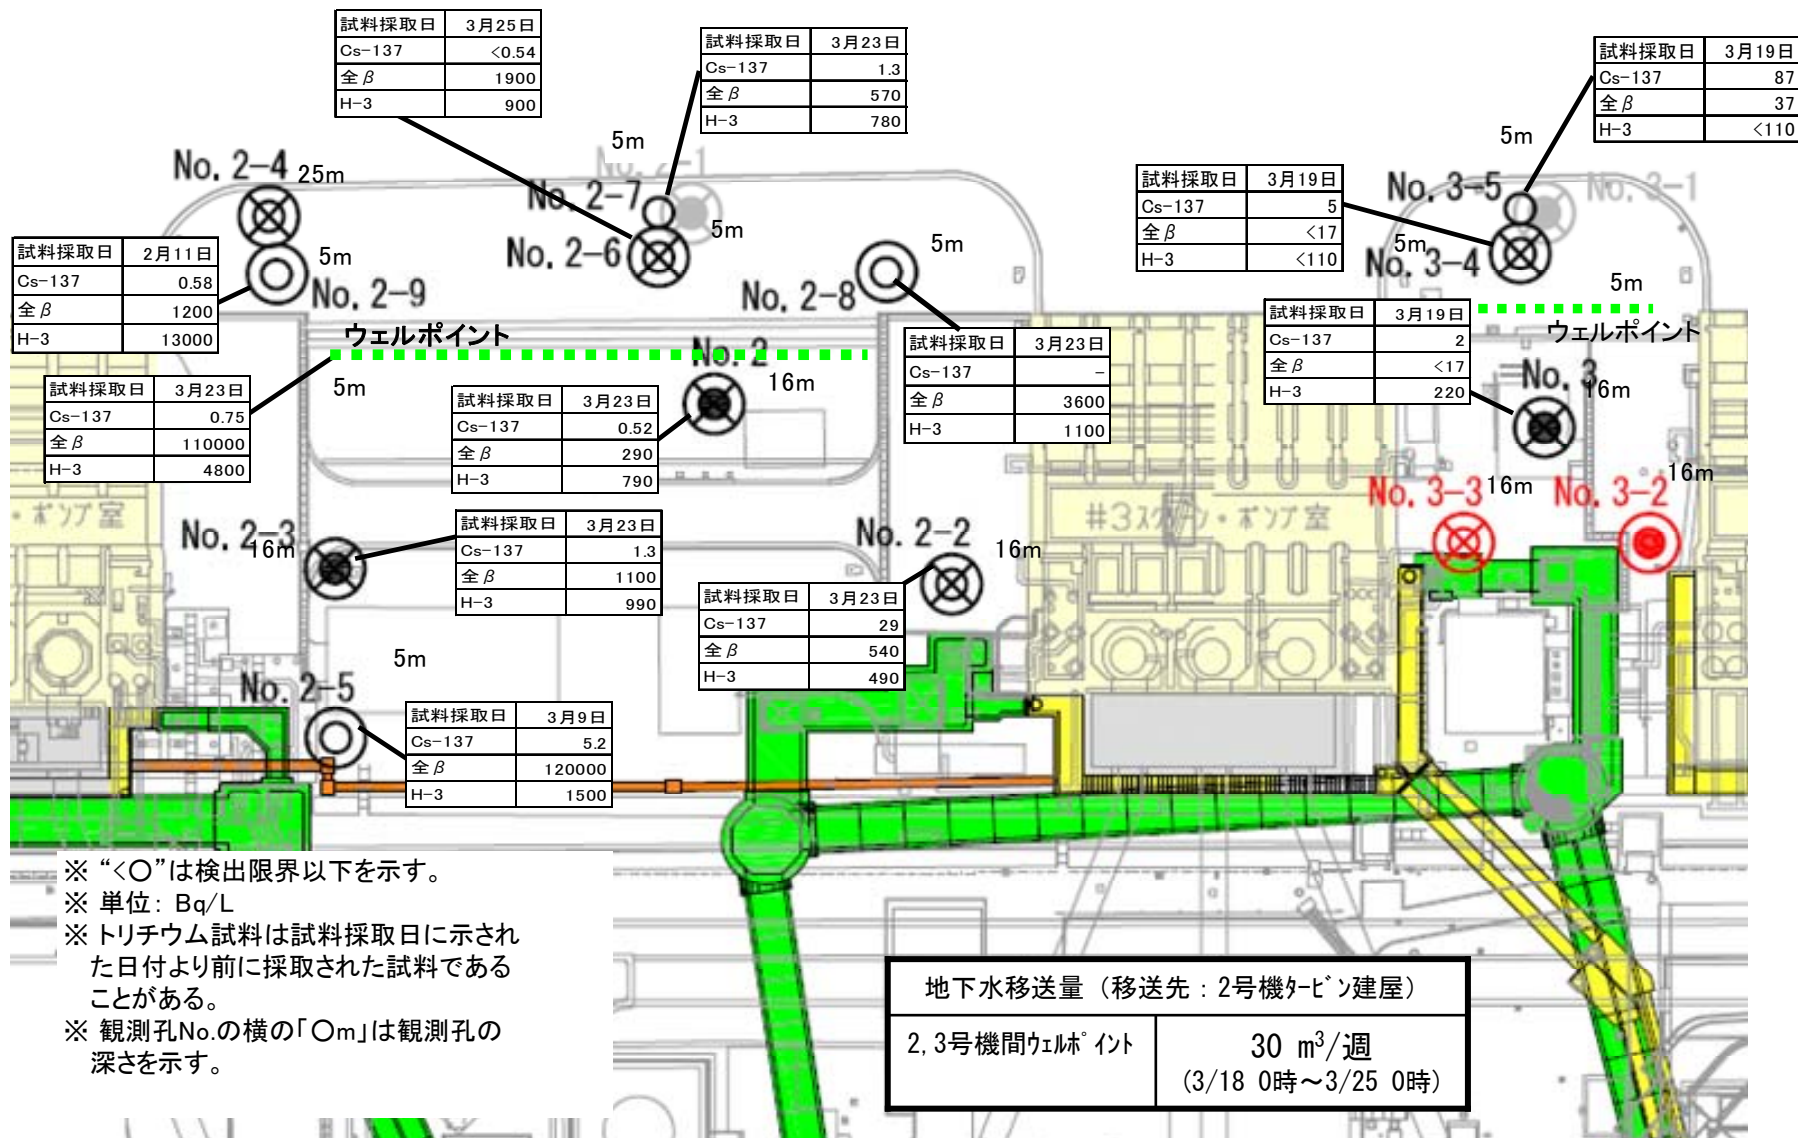 試料採取日 3月25日
Cs-137 <0.54
全β 1900
H-3 900
試料採取日 3月23日
Cs-137 1.3
全β 570
H-3 780
試料採取日 3月19日
Cs-137 87
全β 37
H-3 <110
5m
5m
No. 2-4
25m
No. 2-1
No. 2-7
試料採取日 3月19日
Cs-137 5
全β <17
H-3 <110
No. 3-5
No. 3-1
5m
5m
5m
試料採取日 2月11日
Cs-137 0.58
全β 1200
H-3 13000
5m
No. 2-9
No. 2-6
No. 2-8
No. 3-4
5m
試料採取日 3月19日
Cs-137 2
全β <17
H-3 220
ウェルポイント
ウェルポイント
試料採取日 3月23日
Cs-137 -
全β 3600
H-3 1100
No. 2
16m
No. 3
16m
試料採取日 3月23日
Cs-137 0.75
全β 110000
H-3 4800
5m
試料採取日 3月23日
Cs-137 0.52
全β 290
H-3 790
16m
16m
No. 3-3
No. 3-2
・ポンプ室
#3スクリーン・ポンプ室
No. 2-3
16m
試料採取日 3月23日
Cs-137 1.3
全β 1100
H-3 990
No. 2-2
16m
試料採取日 3月23日
Cs-137 29
全β 540
H-3 490
5m
No. 2-5
試料採取日 3月9日
Cs-137 5.2
全β 120000
H-3 1500
※ “<○”は検出限界以下を示す。
※ 単位: Bq/L
※ トリチウム試料は試料採取日に示され
た日付より前に採取された試料である
ことがある。
※ 観測孔No.の横の「○m」は観測孔の
深さを示す。
地下水移送量（移送先：2号機ﾀｰﾋﾞﾝ建屋）
2,3号機間ｳｪﾙﾎﾟｲﾝﾄ 30 m³/週
(3/18 0時～3/25 0時)